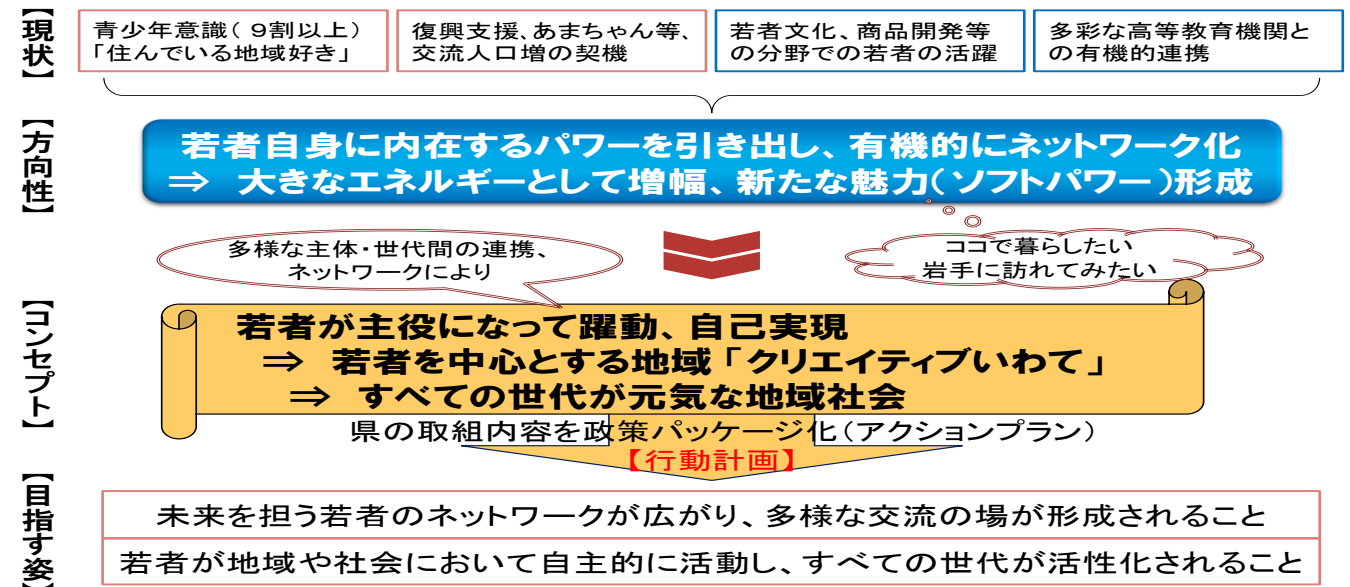 【現状】
青少年意識（９割以上）
「住んでいる地域好き」
復興支援、あまちゃん等、
交流人口増の契機
若者文化、商品開発等
の分野での若者の活躍
多彩な高等教育機関と
の有機的連携
【方向性】
若者自身に内在するパワーを引き出し、有機的にネットワーク化
⇒ 大きなエネルギーとして増幅、新たな魅力（ソフトパワー）形成
多様な主体・世代間の連携、
ネットワークにより
ココで暮らしたい
岩手に訪れてみたい
【コンセプト】
若者が主役になって躍動、自己実現
⇒ 若者を中心とする地域「クリエイティブいわて」
⇒ すべての世代が元気な地域社会
県の取組内容を政策パッケージ化（アクションプラン）
【行動計画】
【目指す姿】
未来を担う若者のネットワークが広がり、多様な交流の場が形成されること
若者が地域や社会において自主的に活動し、すべての世代が活性化されること